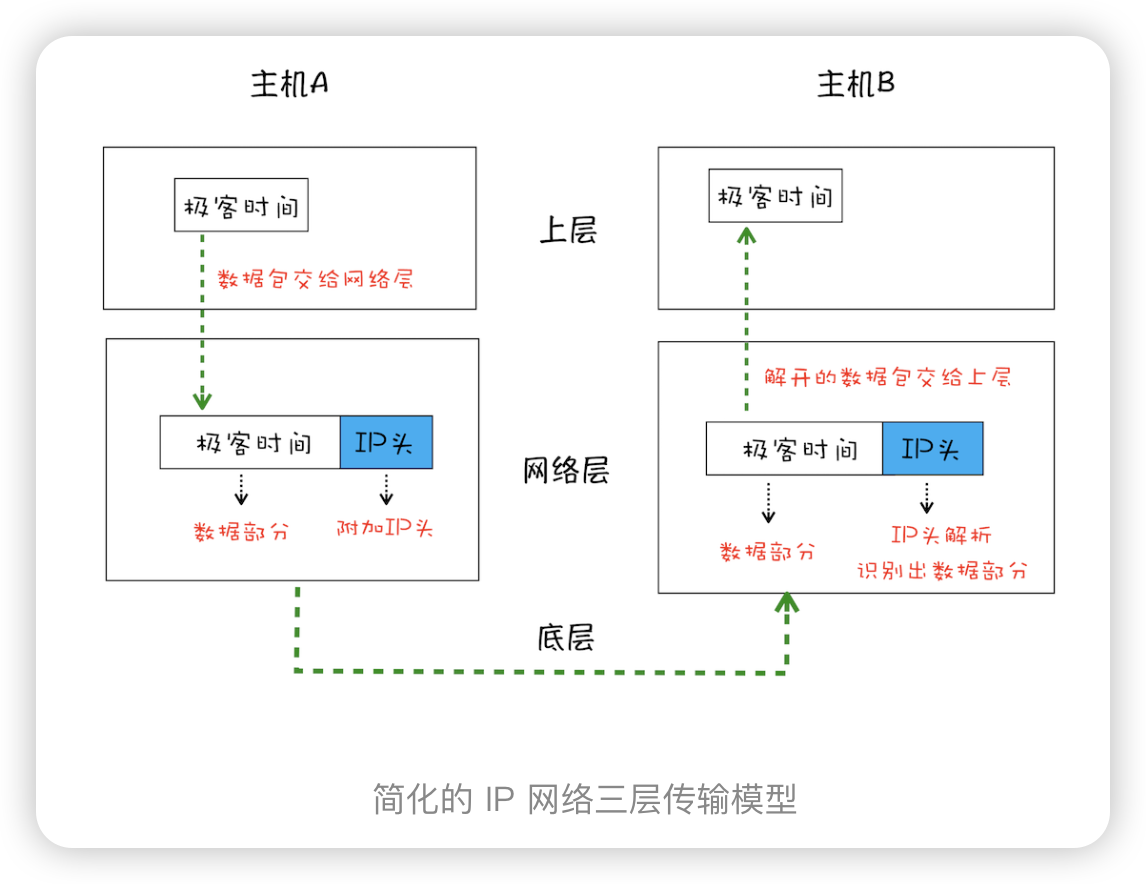 主机A
主机B
极客时间
数据包交给网络层
上层
极客时间
解开的数据包交给上层
极客时间
IP头
数据部分
附加IP头
网络层
极客时间
IP头
数据部分
IP头解析
识别出数据部分
底层
简化的 IP 网络三层传输模型